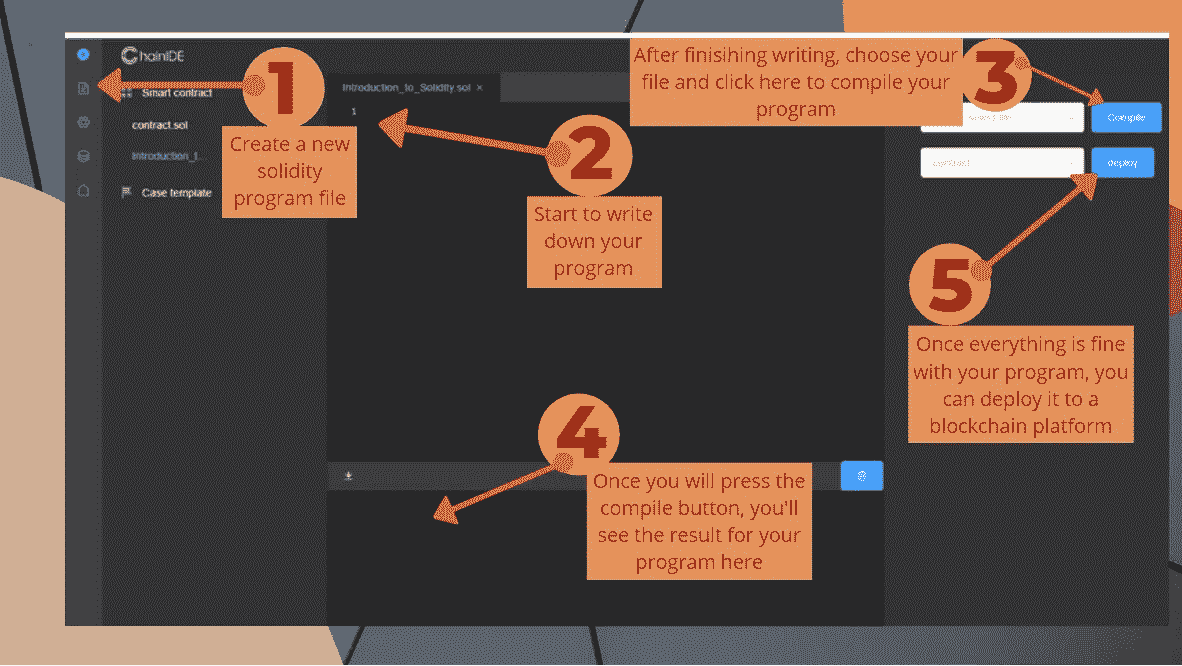 ChainIDE
Smart contract
contract.sol
Introduction_t...
Case template
Introduction_to_Solidity.sol ×
1
1
Create a new
solidity
program file
2
Start to write
down your
program
After finisihing writing, choose your
file and click here to compile your
program
3
Compile
deploy
5
Once everything is fine
with your program, you
can deploy it to a
blockchain platform
4
Once you will press the
compile button, you'll
see the result for your
program here